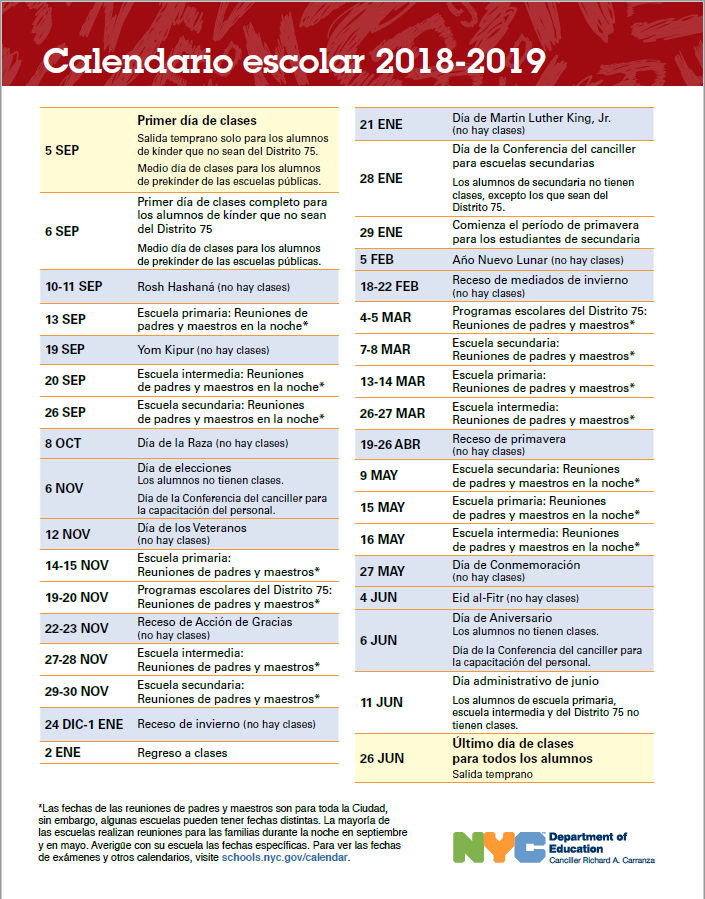 Calendario escolar 2018-2019
5 SEP
Primer día de clases
Salida temprano solo para los alumnos
de kínder que no sean del Distrito 75.
Medio día de clases para los alumnos
de prekínder de las escuelas públicas.
6 SEP
Primer día de clases completo para
los alumnos de kínder que no sean
del Distrito 75
Medio día de clases para los alumnos
de prekínder de las escuelas públicas.
10-11 SEP
Rosh Hashaná (no hay clases)
13 SEP
Escuela primaria: Reuniones de
padres y maestros en la noche*
19 SEP
Yom Kipur (no hay clases)
20 SEP
Escuela intermedia: Reuniones
de padres y maestros en la noche*
26 SEP
Escuela secundaria: Reuniones
de padres y maestros en la noche*
8 OCT
Día de la Raza (no hay clases)
6 NOV
Día de elecciones
Los alumnos no tienen clases.
Día de la Conferencia del canciller para
la capacitación del personal.
12 NOV
Día de los Veteranos
(no hay clases)
14-15 NOV
Escuela primaria:
Reuniones de padres y maestros*
19-20 NOV
Programas escolares del Distrito 75:
Reuniones de padres y maestros*
22-23 NOV
Receso de Acción de Gracias
(no hay clases)
27-28 NOV
Escuela intermedia:
Reuniones de padres y maestros*
29-30 NOV
Escuela secundaria:
Reuniones de padres y maestros*
24 DIC-1 ENE
Receso de invierno (no hay clases)
2 ENE
Regreso a clases
21 ENE
Día de Martin Luther King, Jr.
(no hay clases)
28 ENE
Día de la Conferencia del canciller
para escuelas secundarias
Los alumnos de secundaria no tienen
clases, excepto los que sean del
Distrito 75.
29 ENE
Comienza el período de primavera
para los estudiantes de secundaria
5 FEB
Año Nuevo Lunar (no hay clases)
18-22 FEB
Receso de mediados de invierno
(no hay clases)
4-5 MAR
Programas escolares del Distrito 75:
Reuniones de padres y maestros*
7-8 MAR
Escuela secundaria:
Reuniones de padres y maestros*
13-14 MAR
Escuela primaria:
Reuniones de padres y maestros*
26-27 MAR
Escuela intermedia:
Reuniones de padres y maestros*
19-26 ABR
Receso de primavera
(no hay clases)
9 MAY
Escuela secundaria: Reuniones
de padres y maestros en la noche*
15 MAY
Escuela primaria: Reuniones
de padres y maestros en la noche*
16 MAY
Escuela intermedia: Reuniones
de padres y maestros en la noche*
27 MAY
Día de Conmemoración
(no hay clases)
4 JUN
Eid al-Fitr (no hay clases)
6 JUN
Día de Aniversario
Los alumnos no tienen clases.
Día de la Conferencia del canciller para
la capacitación del personal.
11 JUN
Día administrativo de junio
Los alumnos de escuela primaria,
escuela intermedia y del Distrito 75 no
tienen clases.
26 JUN
Último día de clases
para todos los alumnos
Salida temprano
*Las fechas de las reuniones de padres y maestros son para toda la Ciudad,
sin embargo, algunas escuelas pueden tener fechas distintas. La mayoría de
las escuelas realizan reuniones para las familias durante la noche en septiembre
y en mayo. Averigüe con su escuela las fechas específicas. Para ver las fechas
de exámenes y otros calendarios, visite schools.nyc.gov/calendar.
NYC
Department of
Education
Canciller Richard A. Carranza